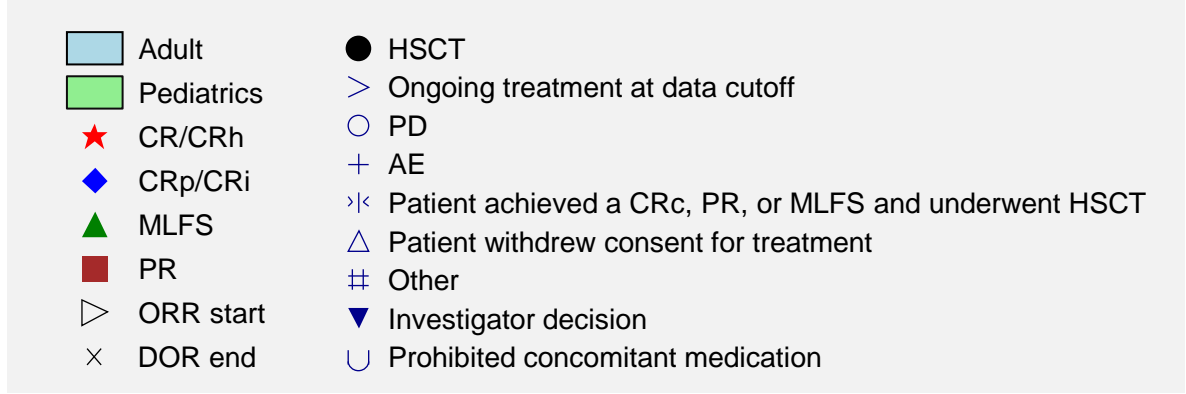 Adult
Pediatrics
CR/CRh
CRp/CRi
MLFS
PR
ORR start
DOR end
HSCT
Ongoing treatment at data cutoff
PD
AE
Patient achieved a CRc, PR, or MLFS and underwent HSCT
Patient withdrew consent for treatment
Other
Investigator decision
Prohibited concomitant medication